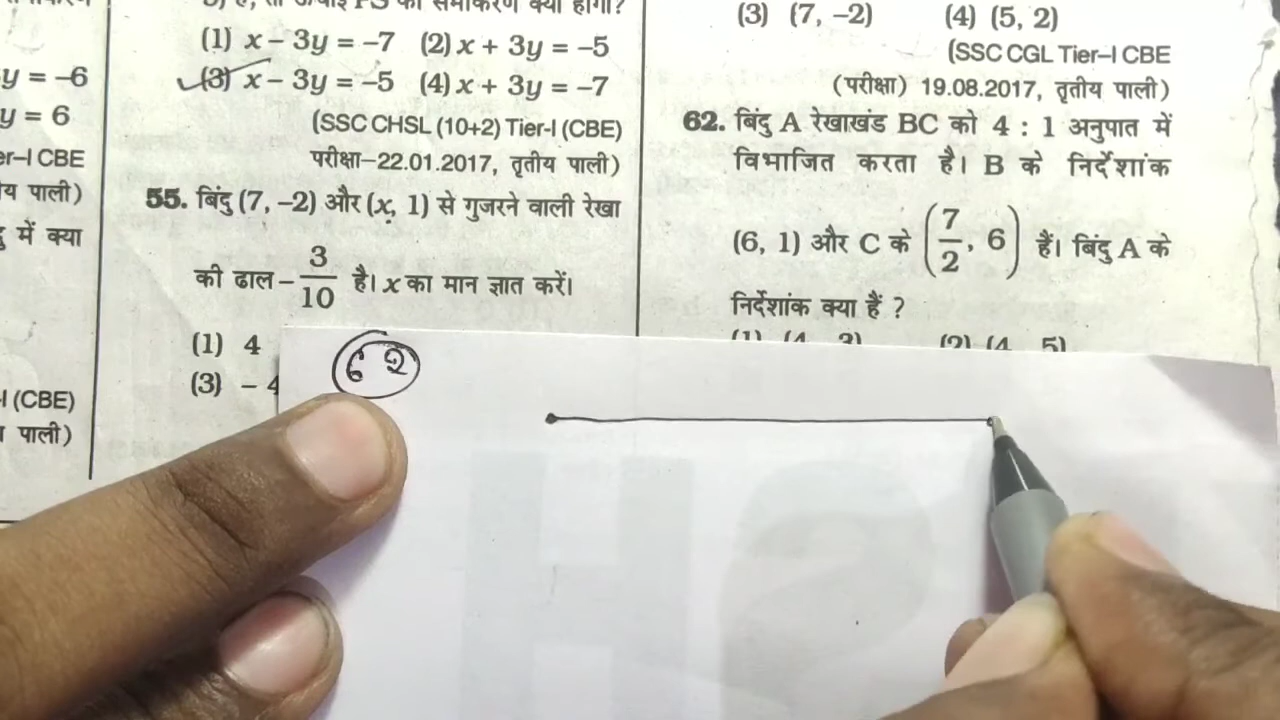 y = –6
y = 6
er–I CBE
य पाली)
में क्या
I (CBE)
पाली)
(1) x – 3y = –7 (2) x + 3y = –5
(3) x – 3y = –5 (4) x + 3y = –7
(SSC CHSL (10+2) Tier-I (CBE)
परीक्षा–22.01.2017, तृतीय पाली)
55. बिंदु (7, –2) और (x, 1) से गुजरने वाली रेखा
की ढाल – 3/10 है। x का मान ज्ञात करें।
(1) 4
(3) – 4
(3) (7, –2) (4) (5, 2)
(SSC CGL Tier–I CBE
(परीक्षा) 19.08.2017, तृतीय पाली)
62. बिंदु A रेखाखंड BC को 4 : 1 अनुपात में
विभाजित करता है। B के निर्देशांक
(6, 1) और C के (7/2, 6) हैं। बिंदु A के
निर्देशांक क्या हैं ?
62